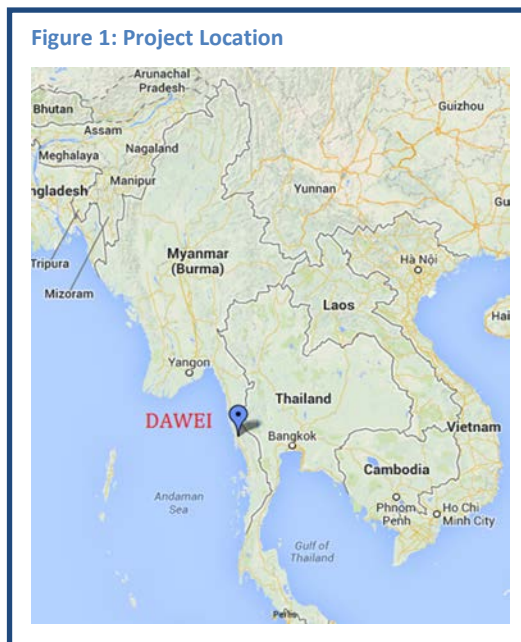 Figure 1: Project Location
Arunachal
Pradesh
Bhutan
Guizhou
Assam
Nagaland
Meghalaya
Manipur
ngladesh
Yunnan
Gu
Tripura
Mizoram
Myanmar
(Burma)
Hà Nội
Laos
Hai
Yangon
Thailand
DAWEI
Bangkok
Vietnam
Cambodia
Andaman
Sea
Phnom
Penh
Ho Chi
Minh City
Gulf of
Thailand